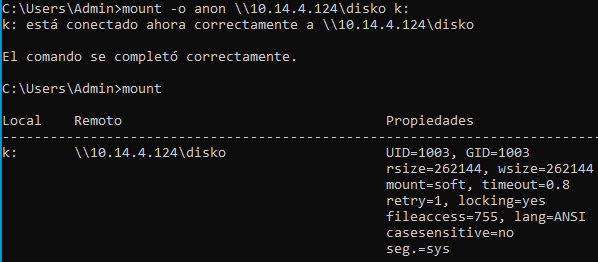 C:\Users\Admin>mount -o anon \\10.14.4.124\disko k:
k: está conectado ahora correctamente a \\10.14.4.124\disko
El comando se completó correctamente.
C:\Users\Admin>mount
Local    Remoto                                 Propiedades
-------------------------------------------------------------------------------
k:       \\10.14.4.124\disko                    UID=1003, GID=1003
rsize=262144, wsize=262144
mount=soft, timeout=0.8
retry=1, locking=yes
fileaccess=755, lang=ANSI
casesensitive=no
seg.=sys